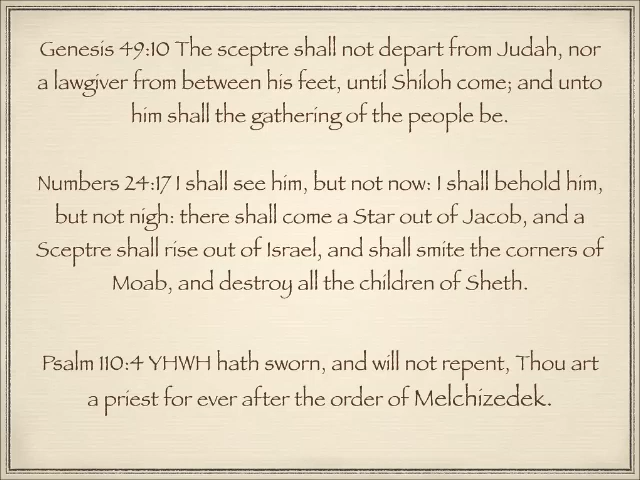 Genesis 49:10 The sceptre shall not depart from Judah, nor
a lawgiver from between his feet, until Shiloh come; and unto
him shall the gathering of the people be.
Numbers 24:17 I shall see him, but not now: I shall behold him,
but not nigh: there shall come a Star out of Jacob, and a
Sceptre shall rise out of Israel, and shall smite the corners of
Moab, and destroy all the children of Sheth.
Psalm 110:4 YHWH hath sworn, and will not repent, Thou art
a priest for ever after the order of Melchizedek.